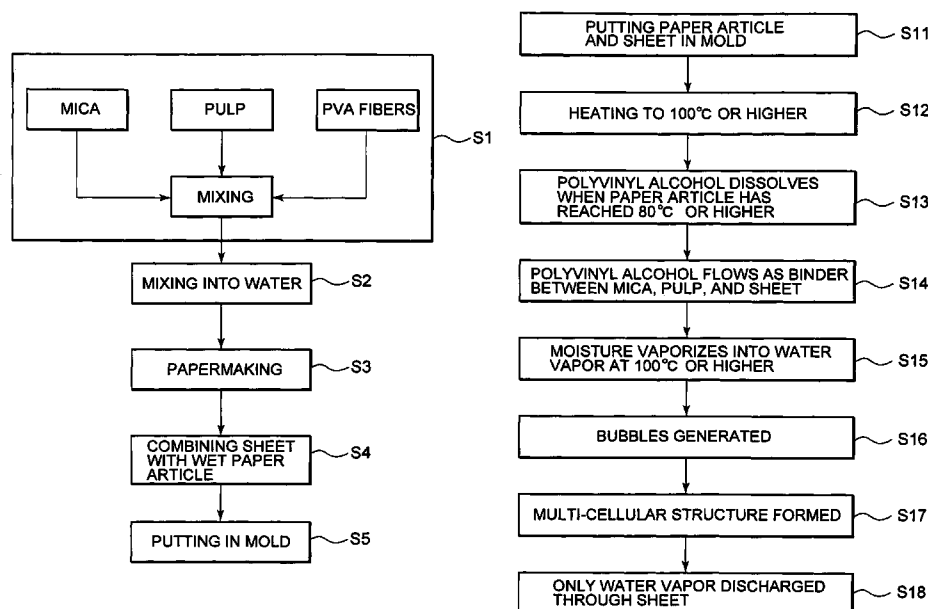 MICA
PULP
PVA FIBERS
S1
MIXING
MIXING INTO WATER
S2
PAPERMAKING
S3
COMBINING SHEET
WITH WET PAPER
ARTICLE
S4
PUTTING IN MOLD
S5
PUTTING PAPER ARTICLE
AND SHEET IN MOLD
S11
HEATING TO 100°C OR HIGHER
S12
POLYVINYL ALCOHOL DISSOLVES
WHEN PAPER ARTICLE HAS
REACHED 80°C OR HIGHER
S13
POLYVINYL ALCOHOL FLOWS AS BINDER
BETWEEN MICA, PULP, AND SHEET
S14
MOISTURE VAPORIZES INTO WATER
VAPOR AT 100°C OR HIGHER
S15
BUBBLES GENERATED
S16
MULTI-CELLULAR STRUCTURE FORMED
S17
ONLY WATER VAPOR DISCHARGED
THROUGH SHEET
S18